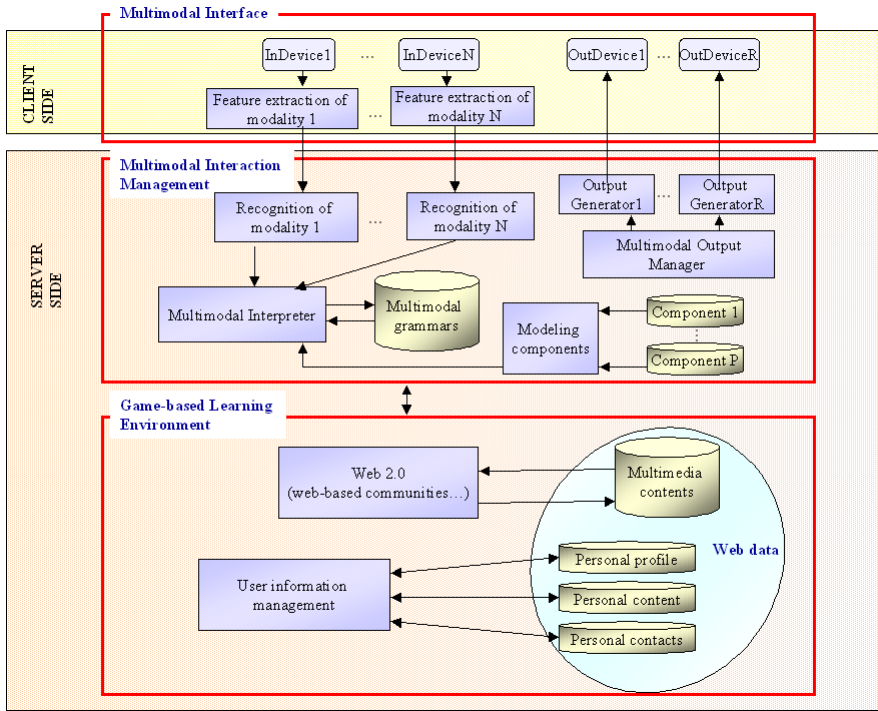 Multimodal Interface
CLIENT
SIDE
InDevice1
...
InDeviceN
OutDevice1
...
OutDeviceR
Feature extraction of
modality 1
...
Feature extraction of
modality N
SERVER
SIDE
Multimodal Interaction
Management
Recognition of
modality 1
...
Recognition of
modality N
Output
Generator1
...
Output
GeneratorR
Multimodal Output
Manager
Multimodal Interpreter
Multimodal
grammars
Modeling
components
Component 1
Component P
Game-based Learning
Environment
Web 2.0
(web-based communities...)
Multimedia
contents
Web data
User information
management
Personal profile
Personal content
Personal contacts